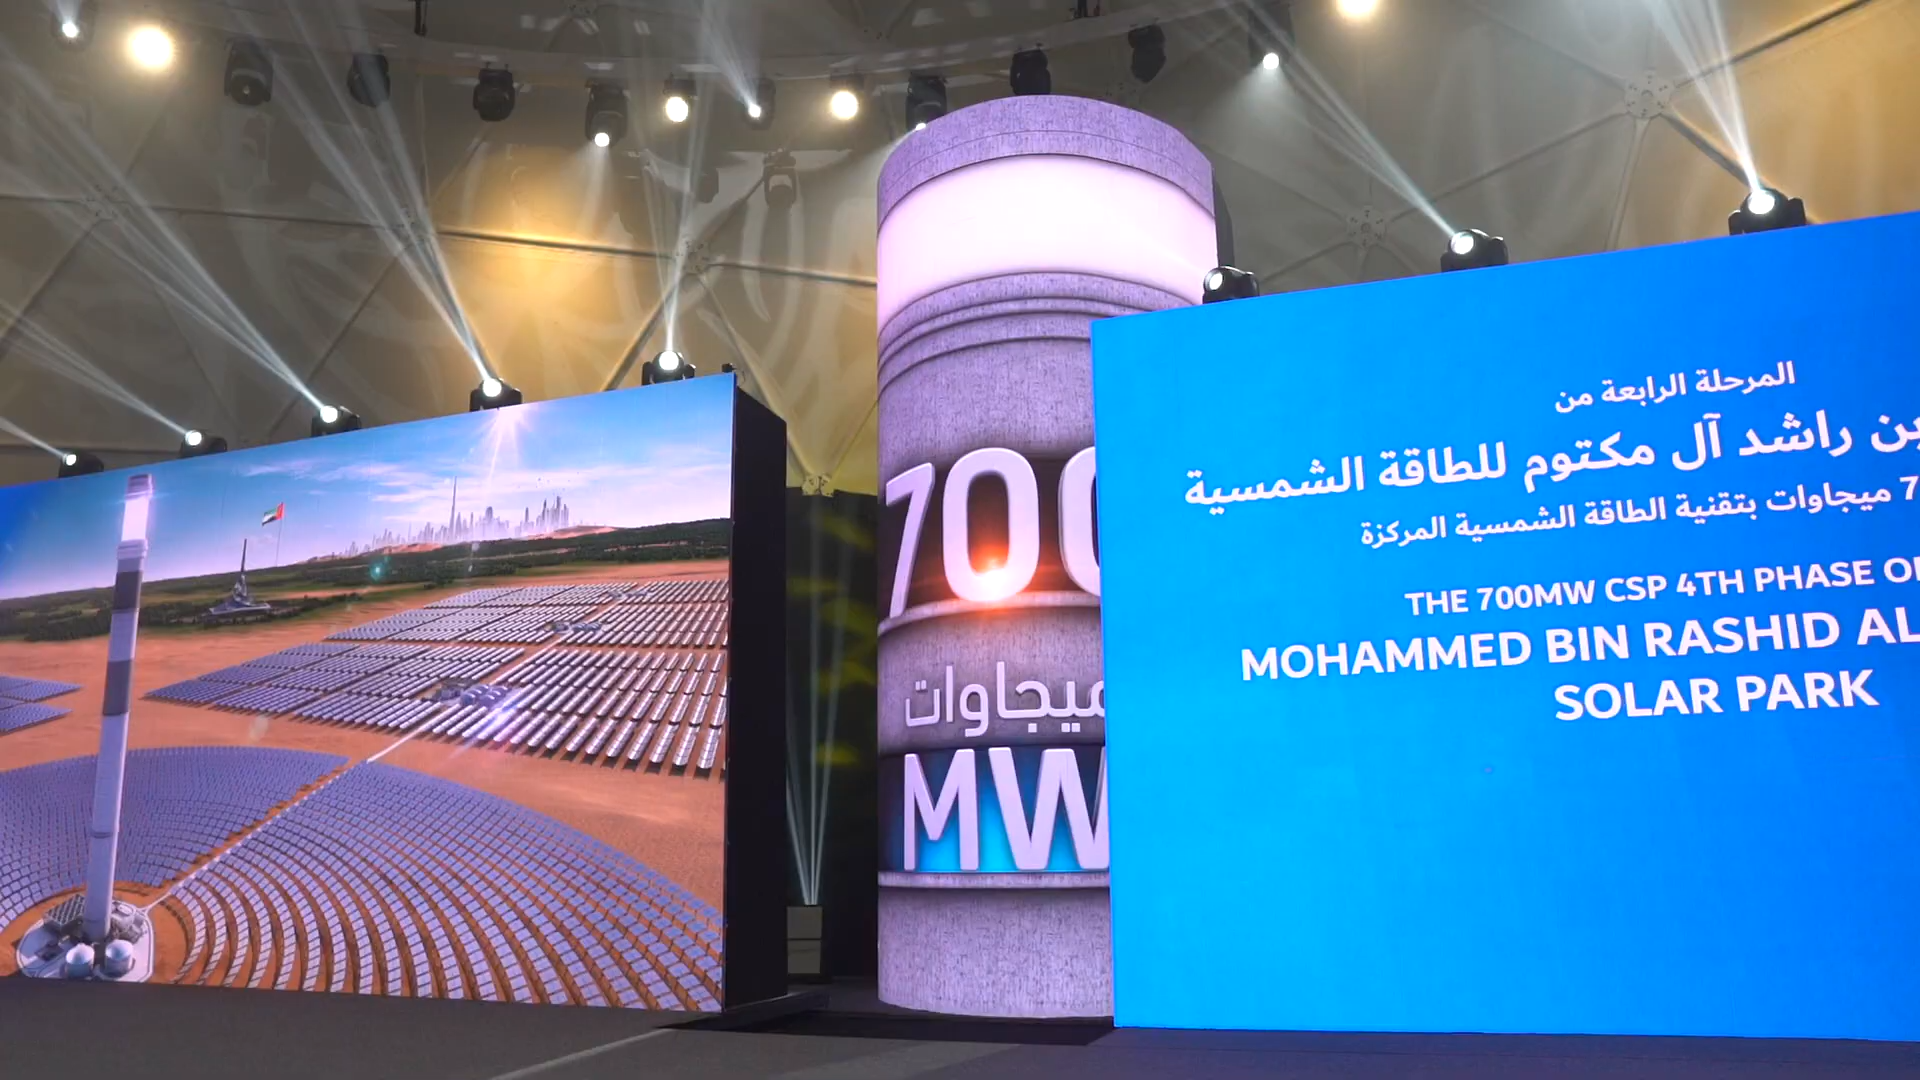 700
ميجاوات
MW
المرحلة الرابعة من
بن راشد آل مكتوم للطاقة الشمسية
7 ميجاوات بتقنية الطاقة الشمسية المركزة
THE 700MW CSP 4TH PHASE OF
MOHAMMED BIN RASHID AL
SOLAR PARK